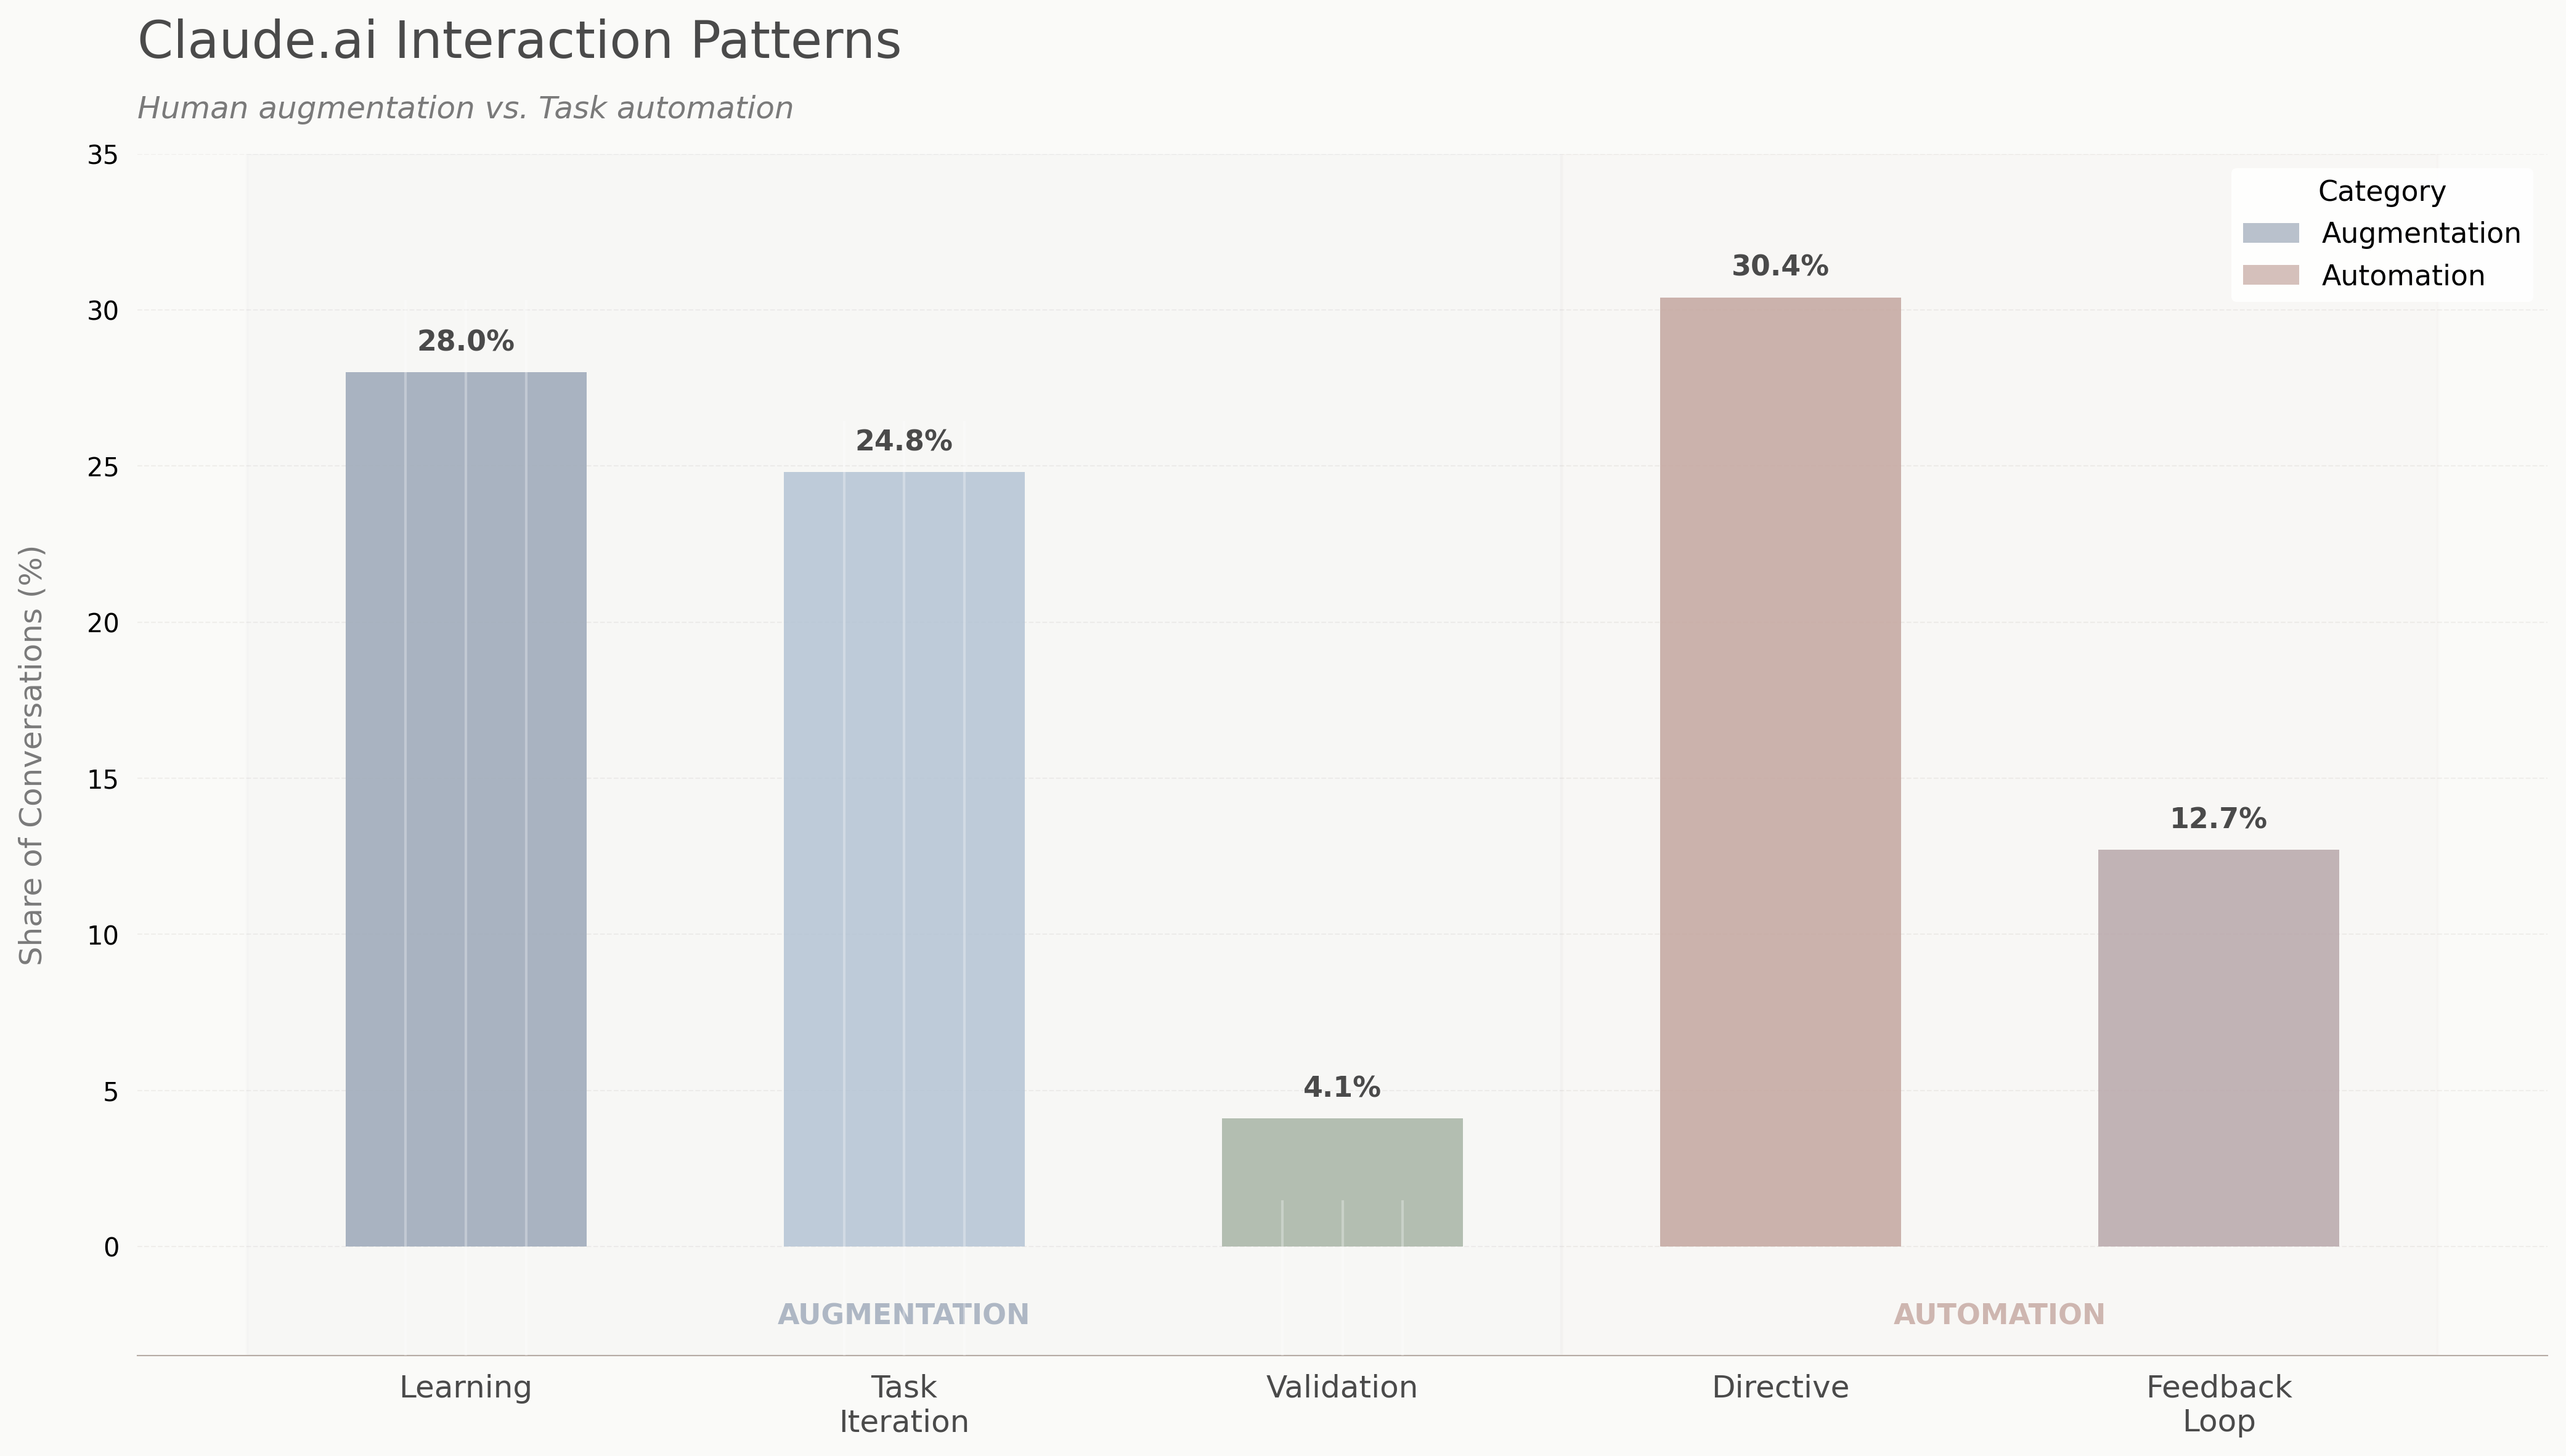 Claude.ai Interaction Patterns
Human augmentation vs. Task automation
Share of Conversations (%)
35
30
25
20
15
10
5
0
Category
Augmentation
Automation
28.0%
24.8%
4.1%
30.4%
12.7%
AUGMENTATION
AUTOMATION
Learning
Task
Iteration
Validation
Directive
Feedback
Loop